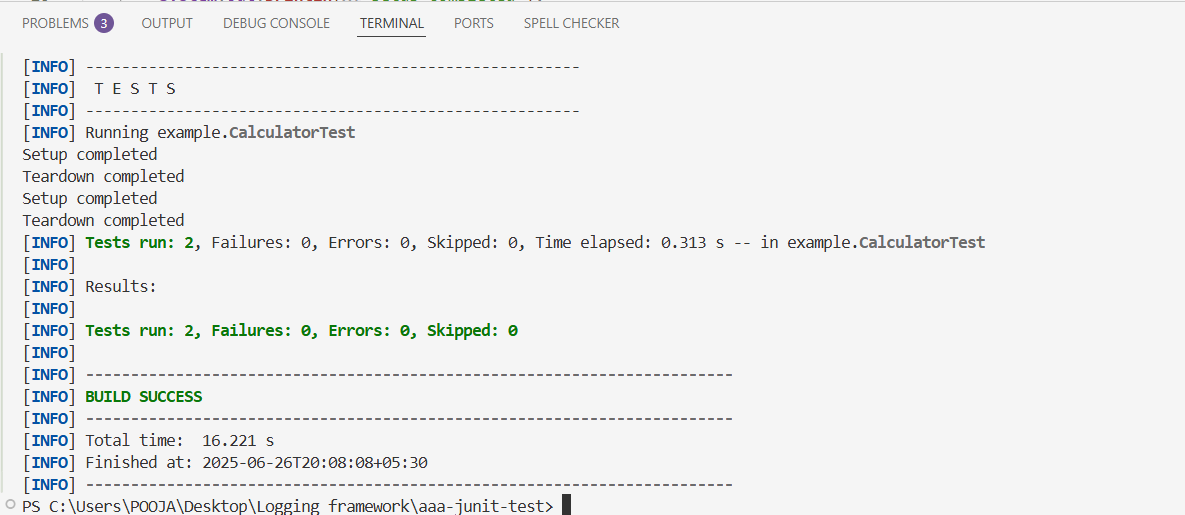 PROBLEMS 3 OUTPUT DEBUG CONSOLE TERMINAL PORTS SPELL CHECKER
[INFO] -------------------------------------------------------
[INFO]  T E S T S
[INFO] -------------------------------------------------------
[INFO] Running example.CalculatorTest
Setup completed
Teardown completed
Setup completed
Teardown completed
[INFO] Tests run: 2, Failures: 0, Errors: 0, Skipped: 0, Time elapsed: 0.313 s -- in example.CalculatorTest
[INFO]
[INFO] Results:
[INFO]
[INFO] Tests run: 2, Failures: 0, Errors: 0, Skipped: 0
[INFO]
[INFO] ------------------------------------------------------------------------
[INFO] BUILD SUCCESS
[INFO] ------------------------------------------------------------------------
[INFO] Total time:  16.221 s
[INFO] Finished at: 2025-06-26T20:08:08+05:30
[INFO] ------------------------------------------------------------------------
PS C:\Users\POOJA\Desktop\Logging framework\aaa-junit-test>